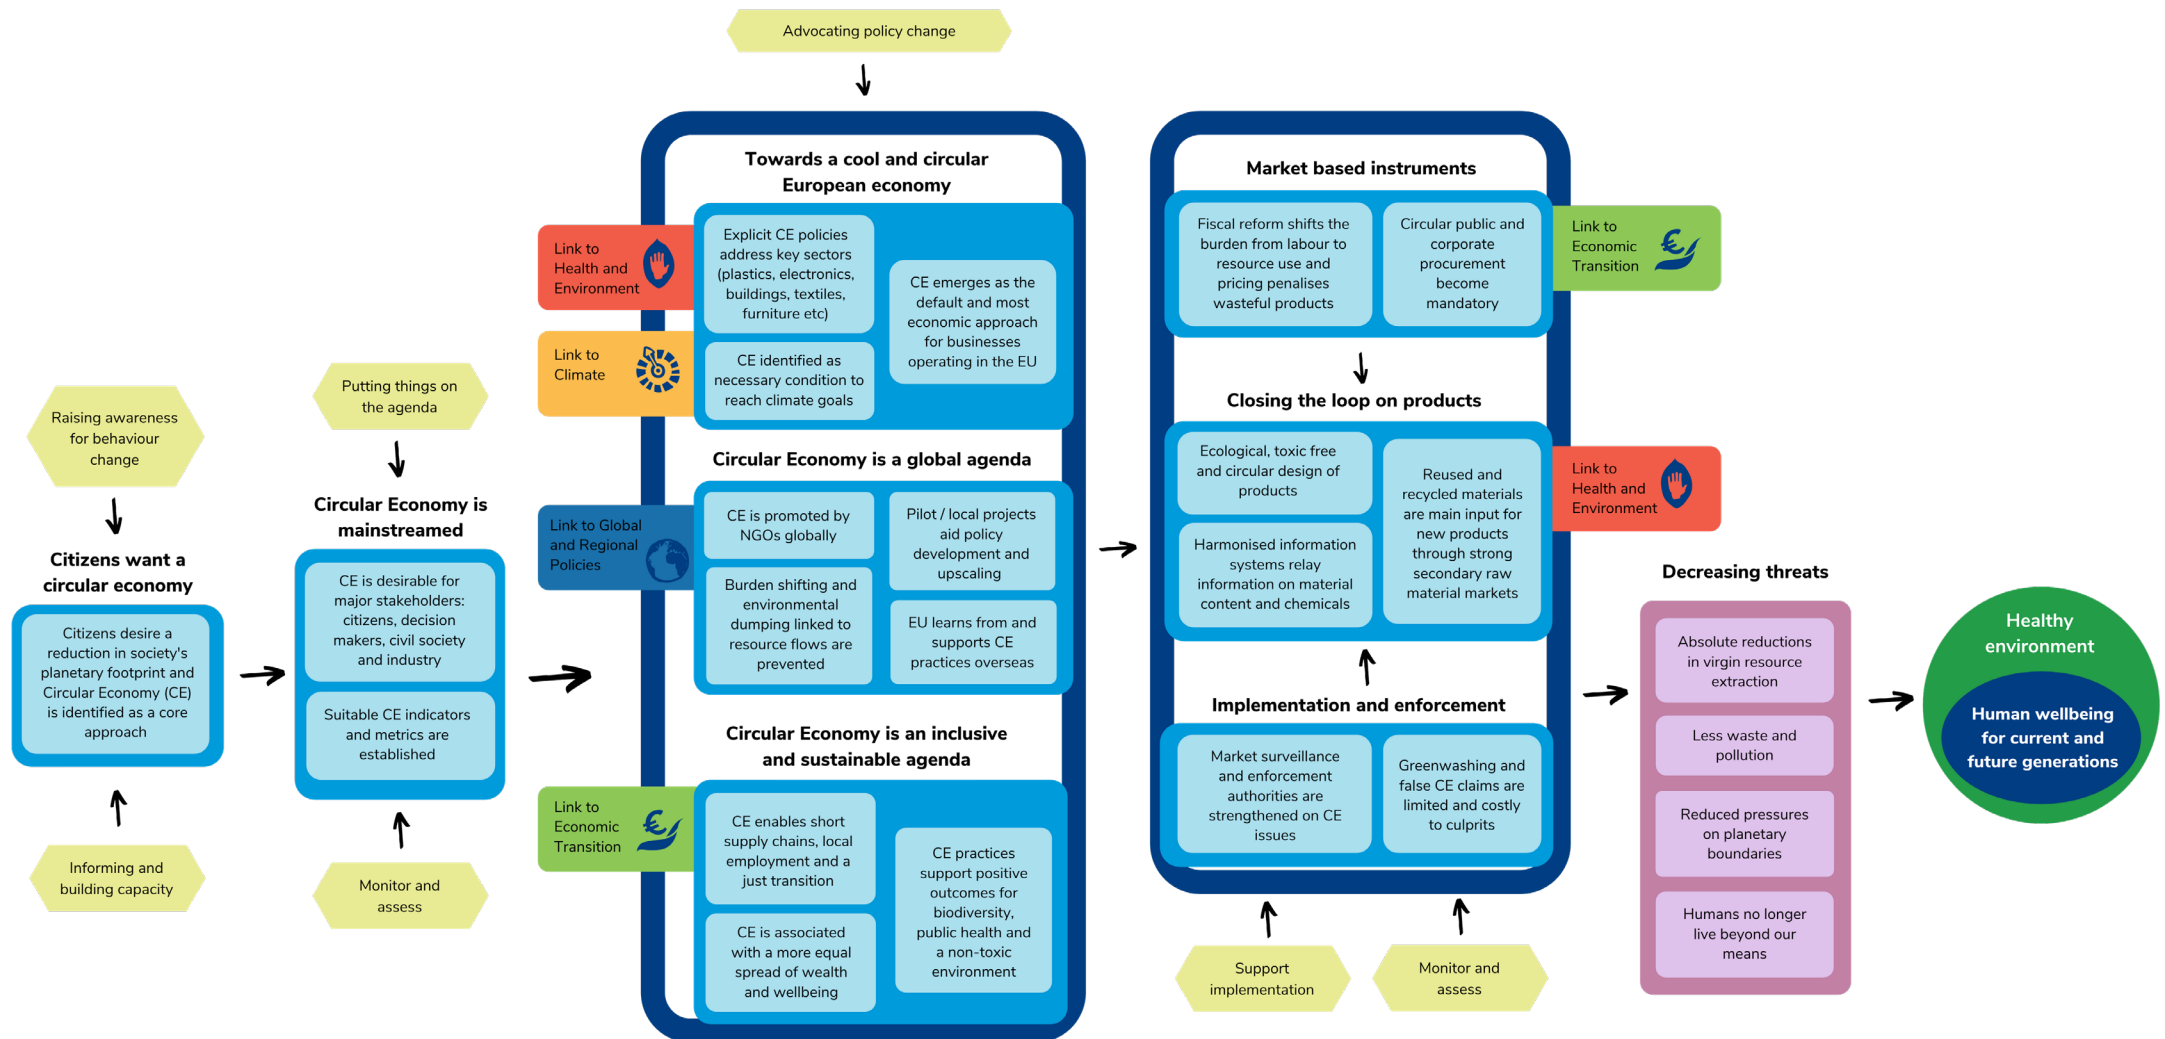 Advocating policy change
Raising awareness
for behaviour
change
Citizens want a
circular economy
Citizens desire a
reduction in society's
planetary footprint and
Circular Economy (CE)
is identified as a core
approach
Informing and
building capacity
Putting things on
the agenda
Circular Economy is
mainstreamed
CE is desirable for
major stakeholders:
citizens, decision
makers, civil society
and industry
Suitable CE indicators
and metrics are
established
Monitor and
assess
Towards a cool and circular
European economy
Link to
Health and
Environment
Link to
Climate
Explicit CE policies
address key sectors
(plastics, electronics,
buildings, textiles,
furniture etc)
CE identified as
necessary condition to
reach climate goals
CE emerges as the
default and most
economic approach
for businesses
operating in the EU
Circular Economy is a global agenda
Link to Global
and Regional
Policies
CE is promoted by
NGOs globally
Burden shifting and
environmental
dumping linked to
resource flows are
prevented
Pilot / local projects
aid policy
development and
upscaling
EU learns from and
supports CE
practices overseas
Circular Economy is an inclusive
and sustainable agenda
Link to
Economic
Transition
CE enables short
supply chains, local
employment and a
just transition
CE is associated
with a more equal
spread of wealth
and wellbeing
CE practices
support positive
outcomes for
biodiversity,
public health and
a non-toxic
environment
Market based instruments
Fiscal reform shifts the
burden from labour to
resource use and
pricing penalises
wasteful products
Circular public and
corporate
procurement
become
mandatory
Link to
Economic
Transition
Closing the loop on products
Ecological, toxic free
and circular design of
products
Harmonised information
systems relay
information on material
content and chemicals
Reused and
recycled materials
are main input for
new products
through strong
secondary raw
material markets
Link to
Health and
Environment
Implementation and enforcement
Market surveillance
and enforcement
authorities are
strengthened on CE
issues
Greenwashing and
false CE claims are
limited and costly
to culprits
Support
implementation
Monitor and
assess
Decreasing threats
Absolute reductions
in virgin resource
extraction
Less waste and
pollution
Reduced pressures
on planetary
boundaries
Humans no longer
live beyond our
means
Healthy
environment
Human wellbeing
for current and
future generations